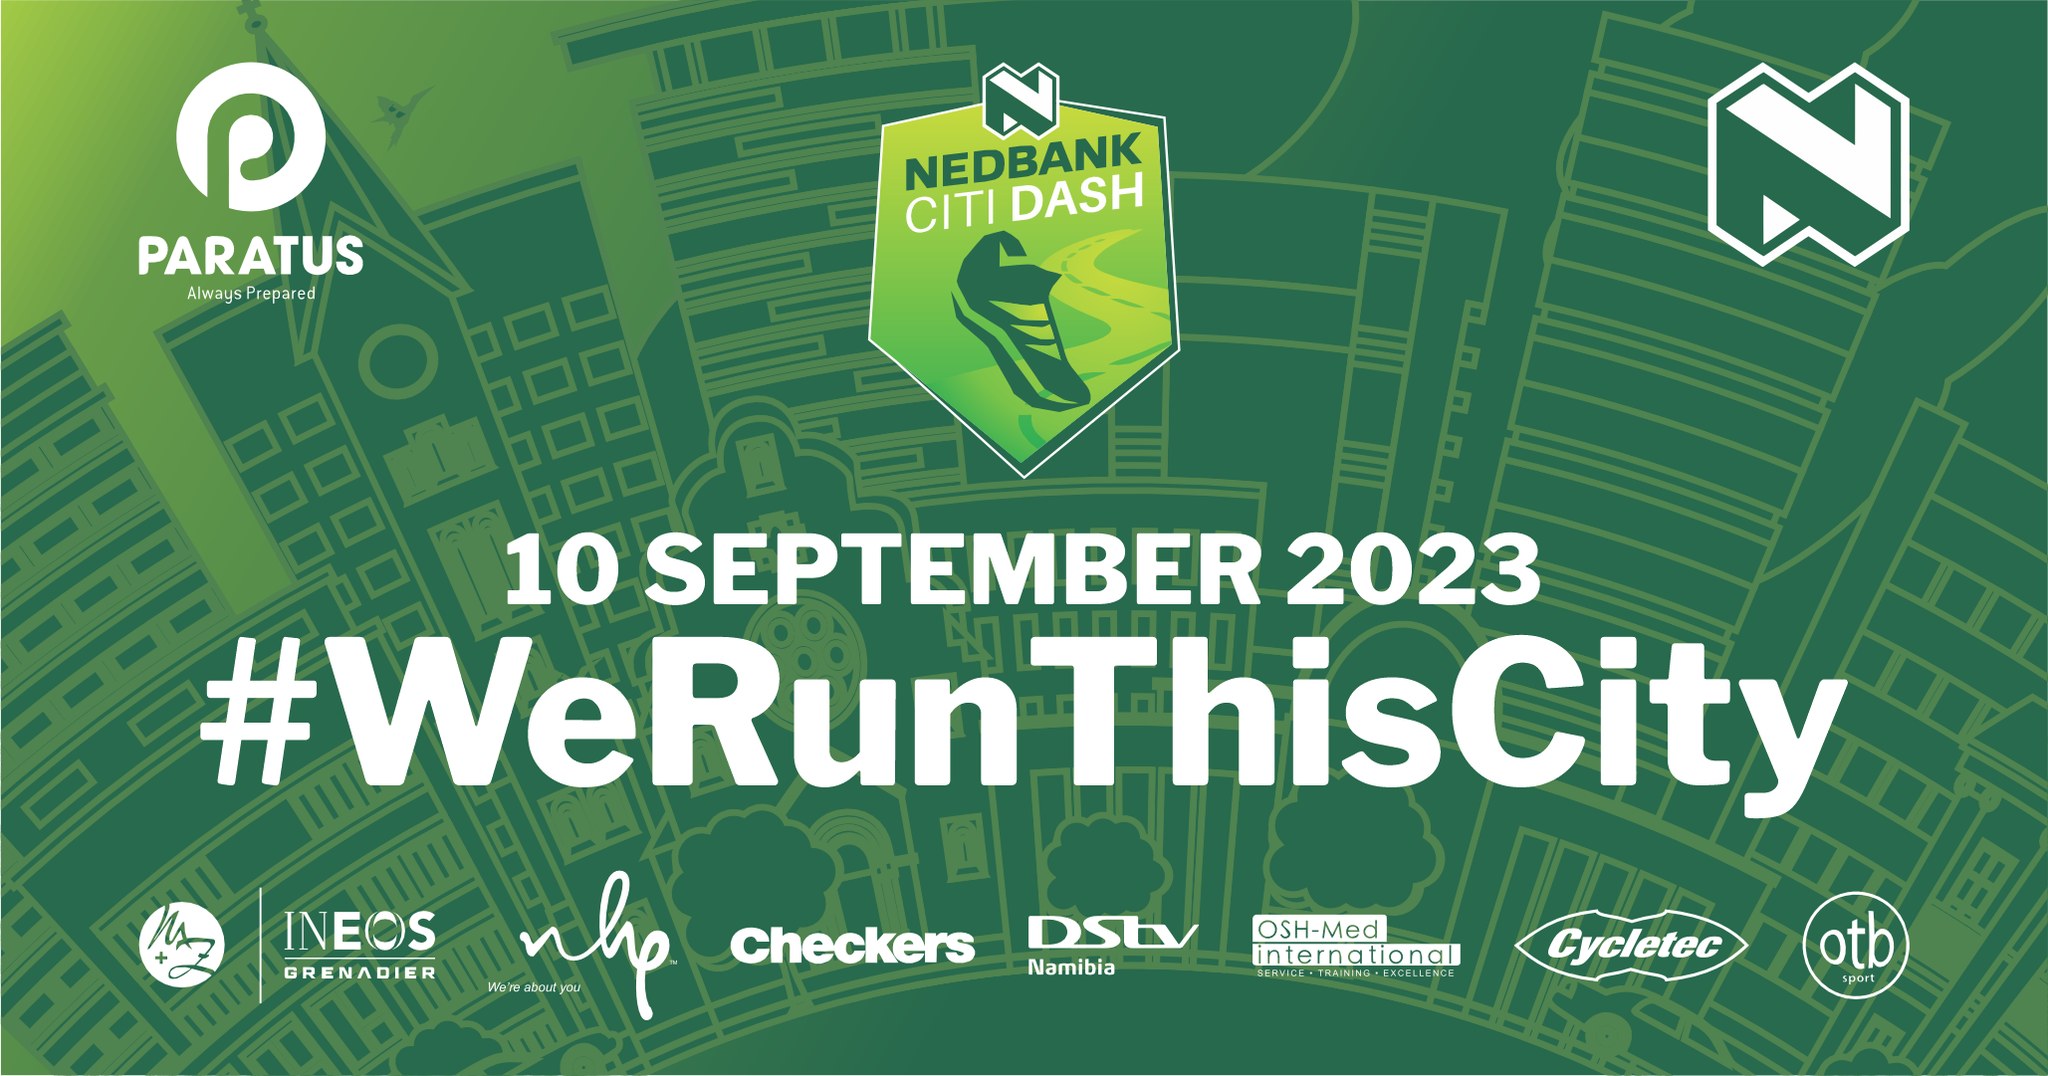 PARATUS
Always Prepared
NEDBANK
CITI DASH
10 SEPTEMBER 2023
#WeRunThisCity
M+Z
INEOS
GRENADIER
nhp™
We're about you
Checkers
DStv
Namibia
OSH-Med
international
SERVICE • TRAINING • EXCELLENCE
Cycletec
otb
sport